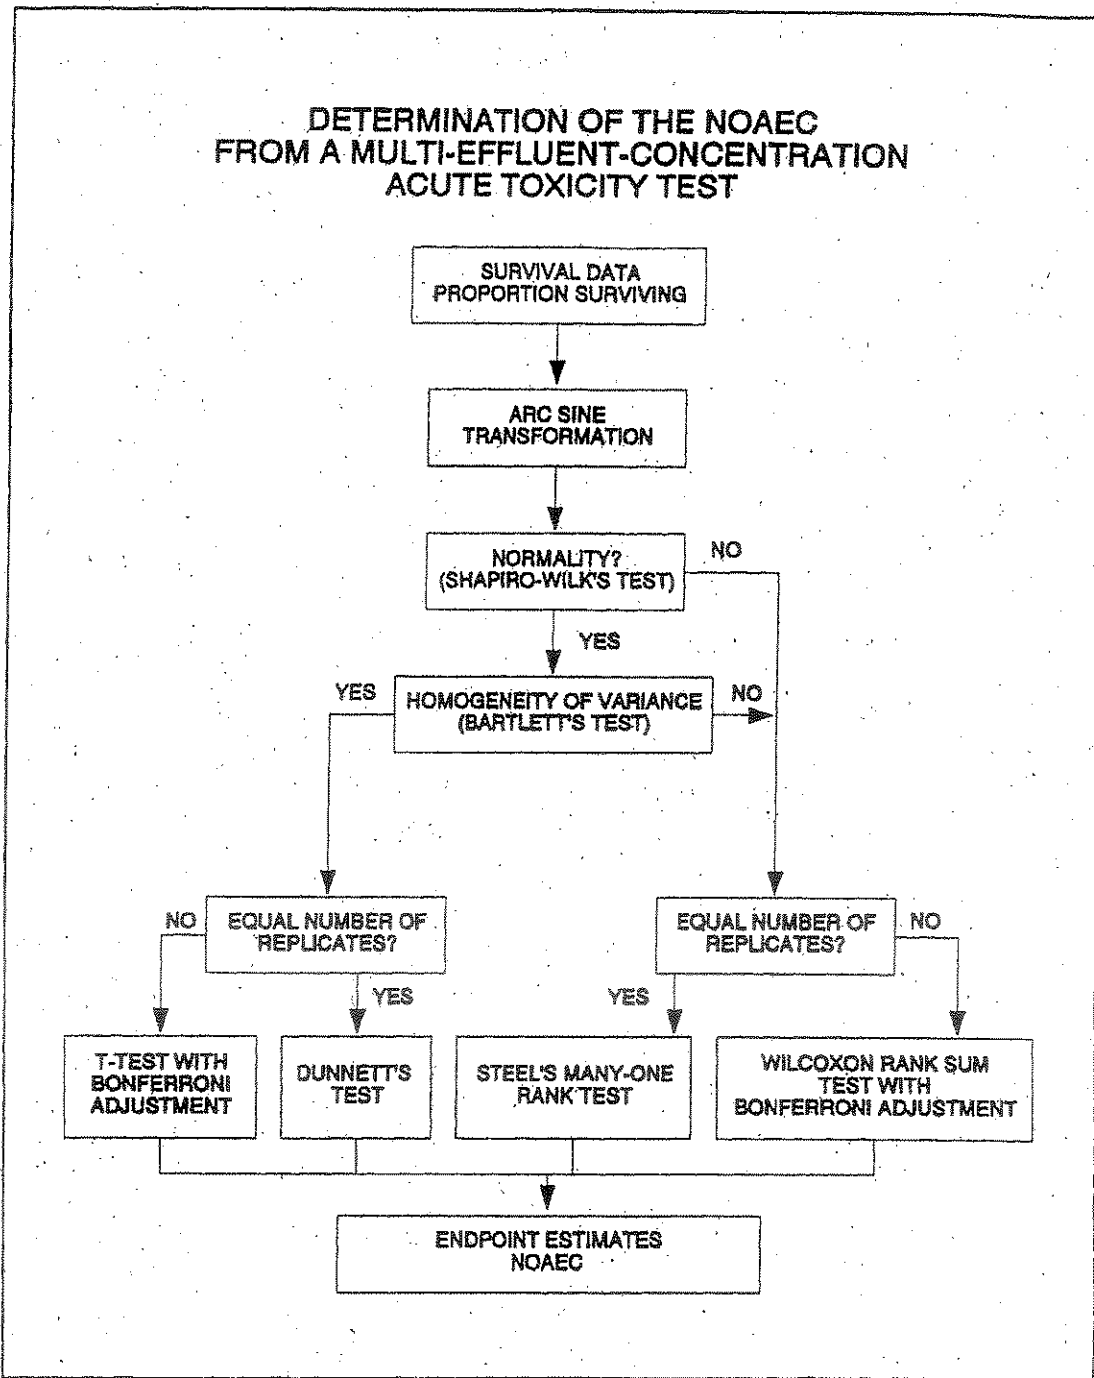 DETERMINATION OF THE NOAEC
FROM A MULTI-EFFLUENT-CONCENTRATION
ACUTE TOXICITY TEST
SURVIVAL DATA
PROPORTION SURVIVING
ARC SINE
TRANSFORMATION
NORMALITY?
(SHAPIRO-WILK'S TEST)
NO
YES
YES
HOMOGENEITY OF VARIANCE
(BARTLETT'S TEST)
NO
NO
EQUAL NUMBER OF
REPLICATES?
EQUAL NUMBER OF
REPLICATES?
NO
YES
YES
T-TEST WITH
BONFERRONI
ADJUSTMENT
DUNNETT'S
TEST
STEEL'S MANY-ONE
RANK TEST
WILCOXON RANK SUM
TEST WITH
BONFERRONI ADJUSTMENT
ENDPOINT ESTIMATES
NOAEC